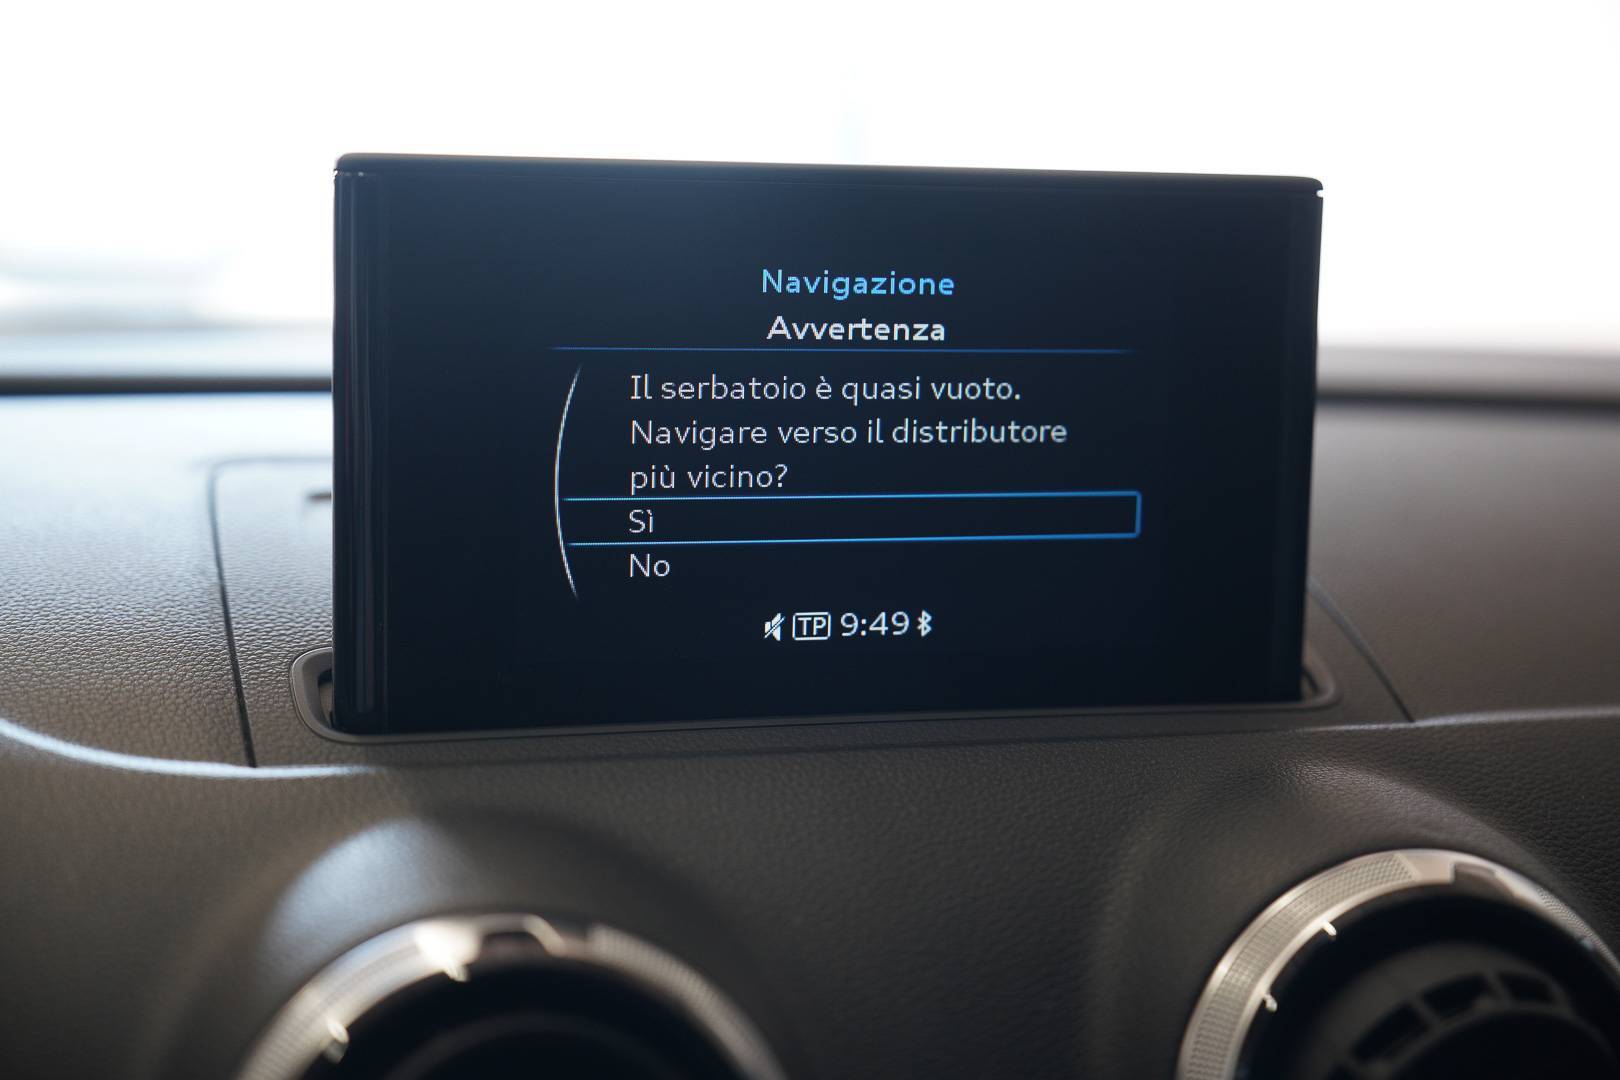 Navigazione
Avvertenza
Il serbatoio è quasi vuoto.
Navigare verso il distributore
più vicino?
Sì
No
TP 9:49